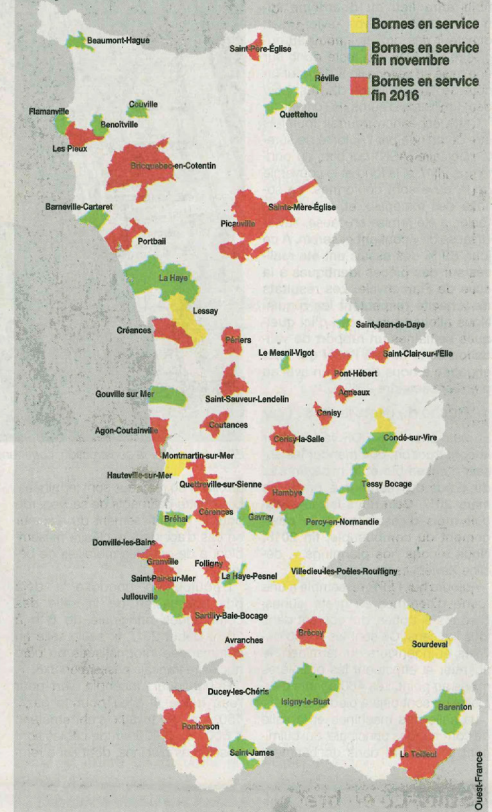 Bornes en service
Bornes en service
fin novembre
Bornes en service
fin 2016
Beaumont-Hague
Saint-Pere-Église
Réville
Quettehou
Couville
Flamanville
Benoîtville
Les Pieux
Bricquebec-en-Cotentin
Barneville-Carteret
Sainte-Mère-Église
Picauville
Portbail
La Haye
Lessay
Créances
Périers
Saint-Jean-de-Daye
Le Mesnil-Vigot
Saint-Clair-sur-l'Elle
Pont-Hébert
Agneaux
Gouville sur Mer
Saint-Sauveur-Lendelin
Canisy
Agon-Coutainville
Coutances
Cerisy-la-Salle
Condé-sur-Vire
Montmartin-sur-Mer
Hauteville-sur-Mer
Quettreville-sur-Sienne
Hambye
Tessy Bocage
Cérences
Bréhal
Gavray
Percy-en-Normandie
Donville-les-Bains
Granville
Folligny
Saint-Pair-sur-Mer
La Haye-Pesnel
Villedieu-les-Poêles-Rouffigny
Jullouville
Sartilly-Baie-Bocage
Brécey
Avranches
Sourdeval
Ducey-les-Chéris
Isigny-le-Buat
Barenton
Pontorson
Saint-James
Le Teilleul
Ouest-France